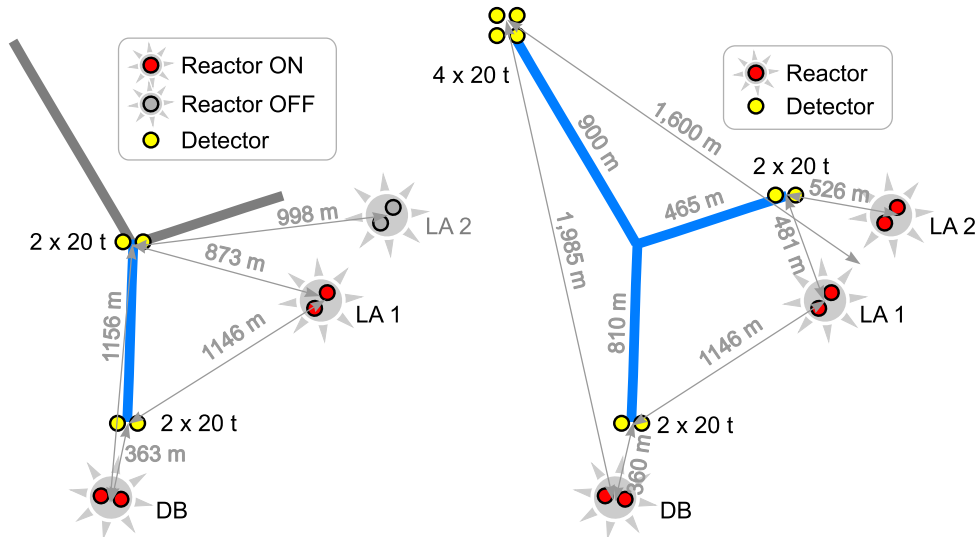 Reactor ON
Reactor OFF
Detector
998 m
LA 2
2 x 20 t
873 m
1156 m
1146 m
LA 1
2 x 20 t
363 m
DB
4 x 20 t
Reactor
Detector
900 m
1,600 m
2 x 20 t
526 m
465 m
LA 2
1,985 m
481 m
810 m
1146 m
LA 1
2 x 20 t
360 m
DB